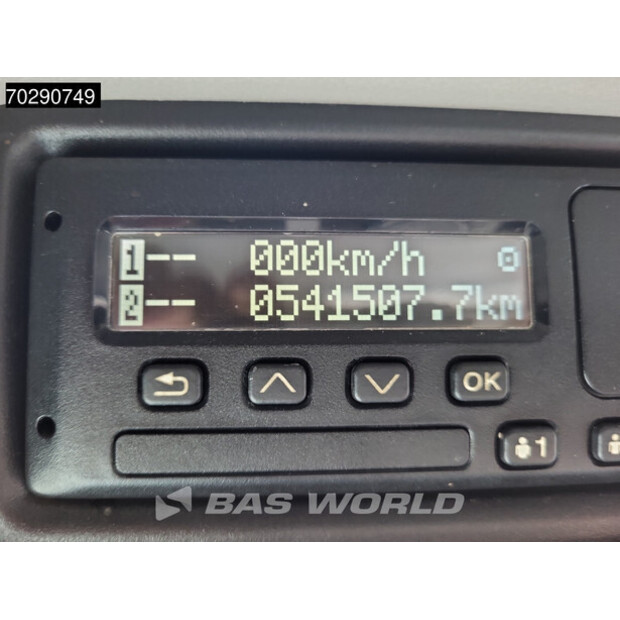 70290749
1-- 000km/h
2-- 0541507.7km
OK
1
BAS WORLD